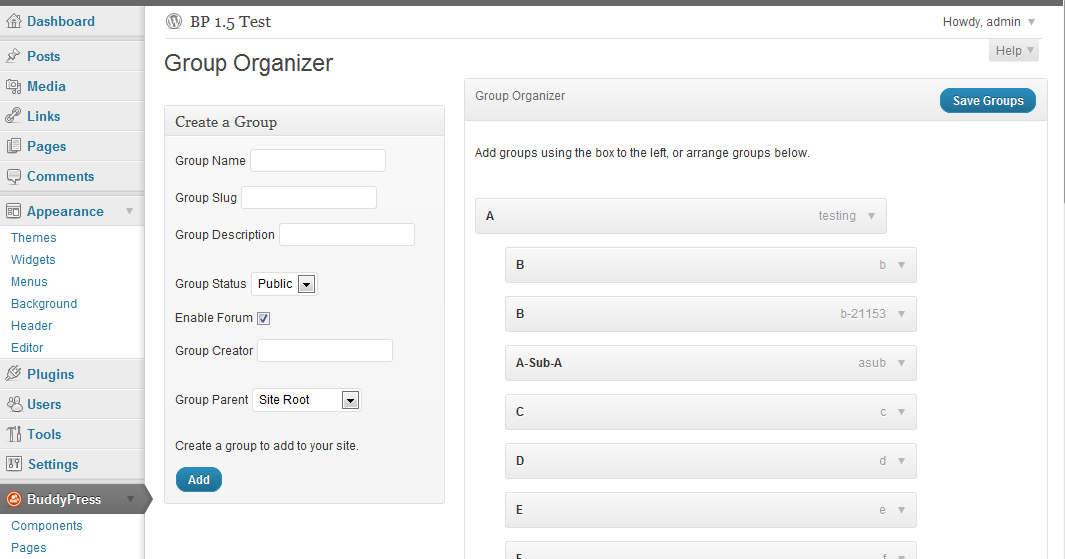 BP 1.5 Test
Howdy, admin
Help
Dashboard
Posts
Media
Links
Pages
Comments
Appearance
Themes
Widgets
Menus
Background
Header
Editor
Plugins
Users
Tools
Settings
BuddyPress
Components
Pages
Group Organizer
Create a Group
Group Name
Group Slug
Group Description
Group Status Public
Enable Forum
Group Creator
Group Parent Site Root
Create a group to add to your site.
Add
Group Organizer
Save Groups
Add groups using the box to the left, or arrange groups below.
A testing
B b
B b-21153
A-Sub-A asub
C c
D d
E e